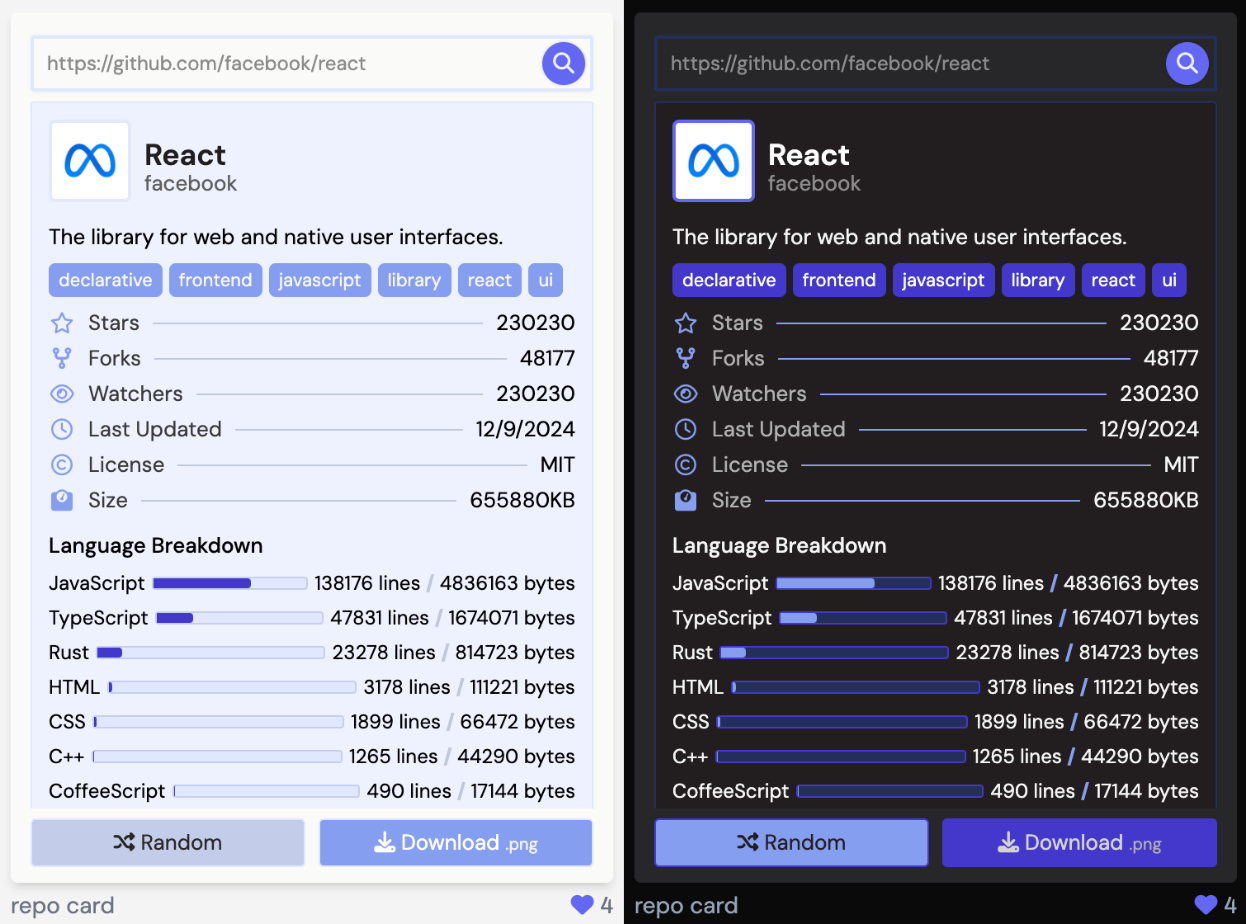 https://github.com/facebook/react
React
facebook
The library for web and native user interfaces.
declarative frontend javascript library react ui
Stars 230230
Forks 48177
Watchers 230230
Last Updated 12/9/2024
License MIT
Size 655880KB
Language Breakdown
JavaScript 138176 lines / 4836163 bytes
TypeScript 47831 lines / 1674071 bytes
Rust 23278 lines / 814723 bytes
HTML 3178 lines / 111221 bytes
CSS 1899 lines / 66472 bytes
C++ 1265 lines / 44290 bytes
CoffeeScript 490 lines / 17144 bytes
Random Download .png
repo card 4
https://github.com/facebook/react
React
facebook
The library for web and native user interfaces.
declarative frontend javascript library react ui
Stars 230230
Forks 48177
Watchers 230230
Last Updated 12/9/2024
License MIT
Size 655880KB
Language Breakdown
JavaScript 138176 lines / 4836163 bytes
TypeScript 47831 lines / 1674071 bytes
Rust 23278 lines / 814723 bytes
HTML 3178 lines / 111221 bytes
CSS 1899 lines / 66472 bytes
C++ 1265 lines / 44290 bytes
CoffeeScript 490 lines / 17144 bytes
Random Download .png
repo card 4